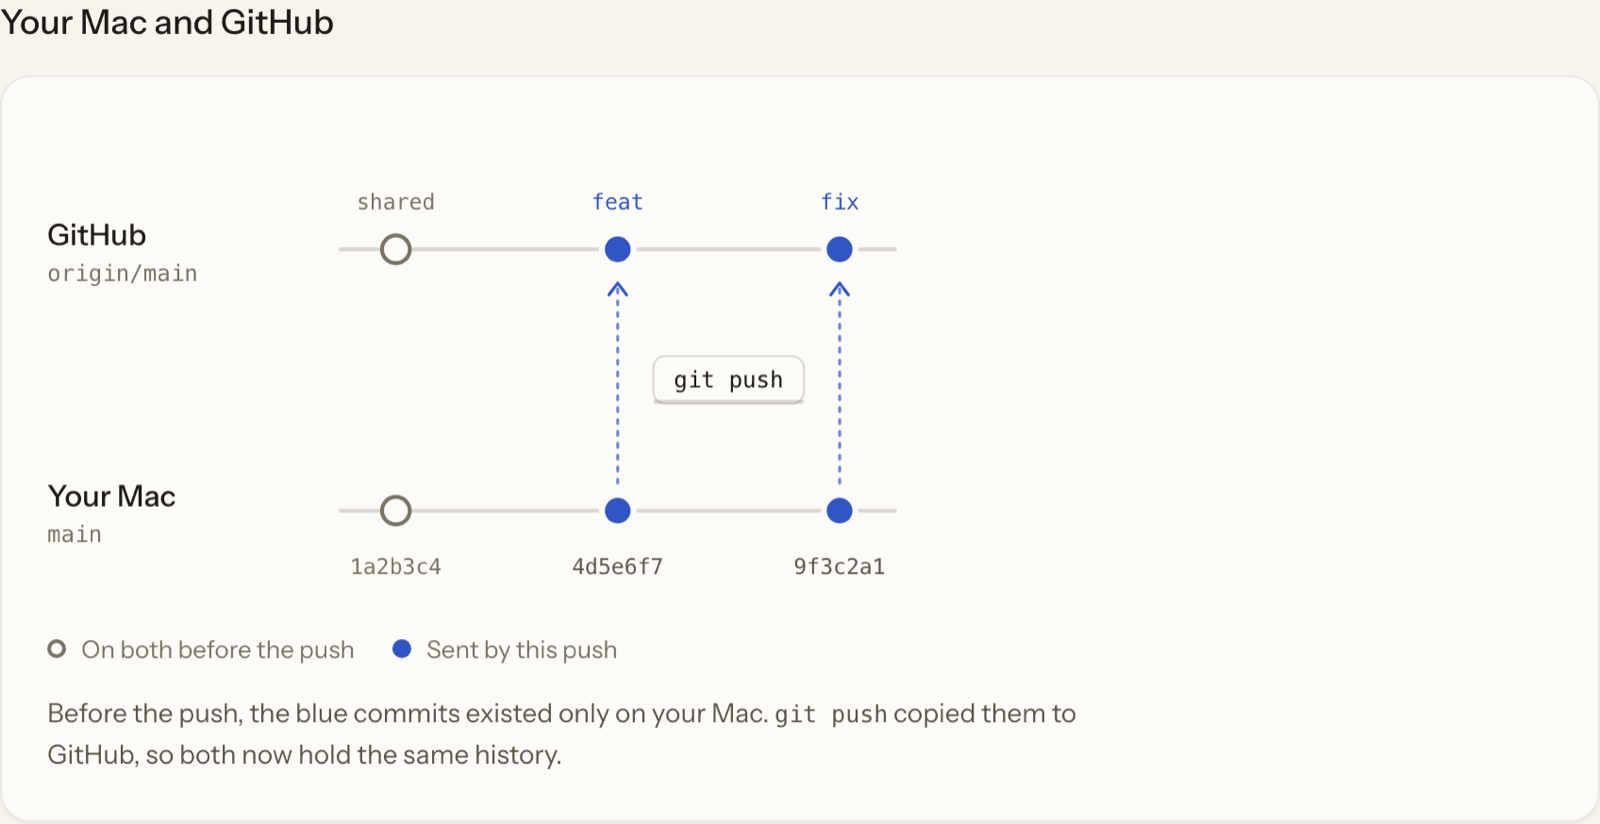 Your Mac and GitHub
shared feat fix
GitHub
origin/main
git push
Your Mac
main
1a2b3c4 4d5e6f7 9f3c2a1
On both before the push Sent by this push
Before the push, the blue commits existed only on your Mac. git push copied them to
GitHub, so both now hold the same history.